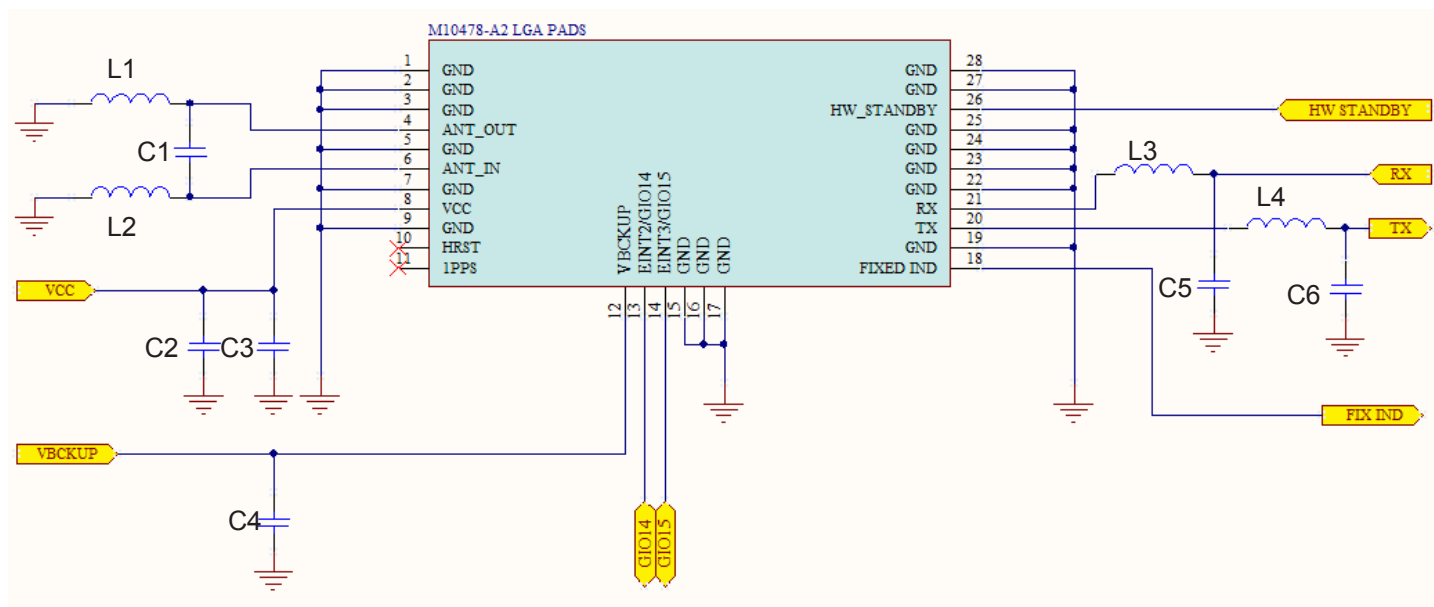 M10478-A2 LGA PADS
L1
C1
L2
VCC
C2
C3
VBCKUP
C4
1 GND
2 GND
3 GND
4 ANT_OUT
5 GND
6 ANT_IN
7 GND
8 VCC
9 GND
10 HRST
11 1PPS
12 VBCKUP
13 EINT2/GIO14
14 EINT3/GIO15
15 GND
16 GND
17 GND
GIO14
GIO15
GND 28
GND 27
HW_STANDBY 26
GND 25
GND 24
GND 23
GND 22
RX 21
TX 20
GND 19
FIXED IND 18
HW STANDBY
L3
RX
L4
TX
C5
C6
FIX IND